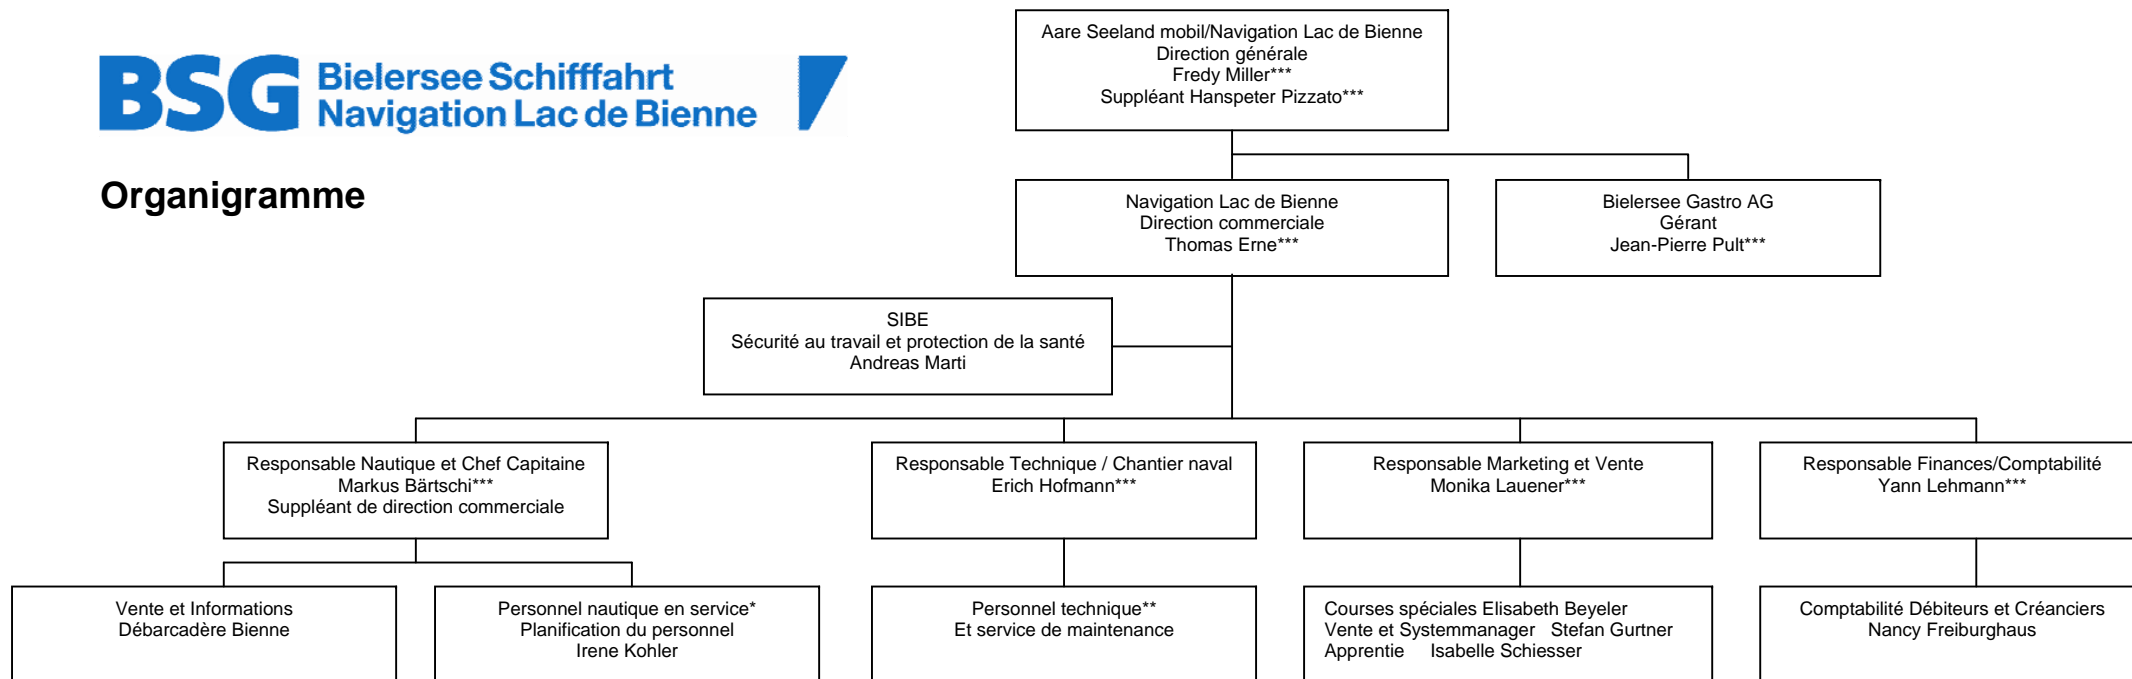 BSG Bielersee Schifffahrt
Navigation Lac de Bienne
Organigramme
Aare Seeland mobil/Navigation Lac de Bienne
Direction générale
Fredy Miller***
Suppléant Hanspeter Pizzato***
Navigation Lac de Bienne
Direction commerciale
Thomas Erne***
Bielersee Gastro AG
Gérant
Jean-Pierre Pult***
SIBE
Sécurité au travail et protection de la santé
Andreas Marti
Responsable Nautique et Chef Capitaine
Markus Bärtschi***
Suppléant de direction commerciale
Responsable Technique / Chantier naval
Erich Hofmann***
Responsable Marketing et Vente
Monika Lauener***
Responsable Finances/Comptabilité
Yann Lehmann***
Vente et Informations
Débarcadère Bienne
Personnel nautique en service*
Planification du personnel
Irene Kohler
Personnel technique**
Et service de maintenance
Courses spéciales Elisabeth Beyeler
Vente et Systemmanager Stefan Gurtner
Apprentie Isabelle Schiesser
Comptabilité Débiteurs et Créanciers
Nancy Freiburghaus